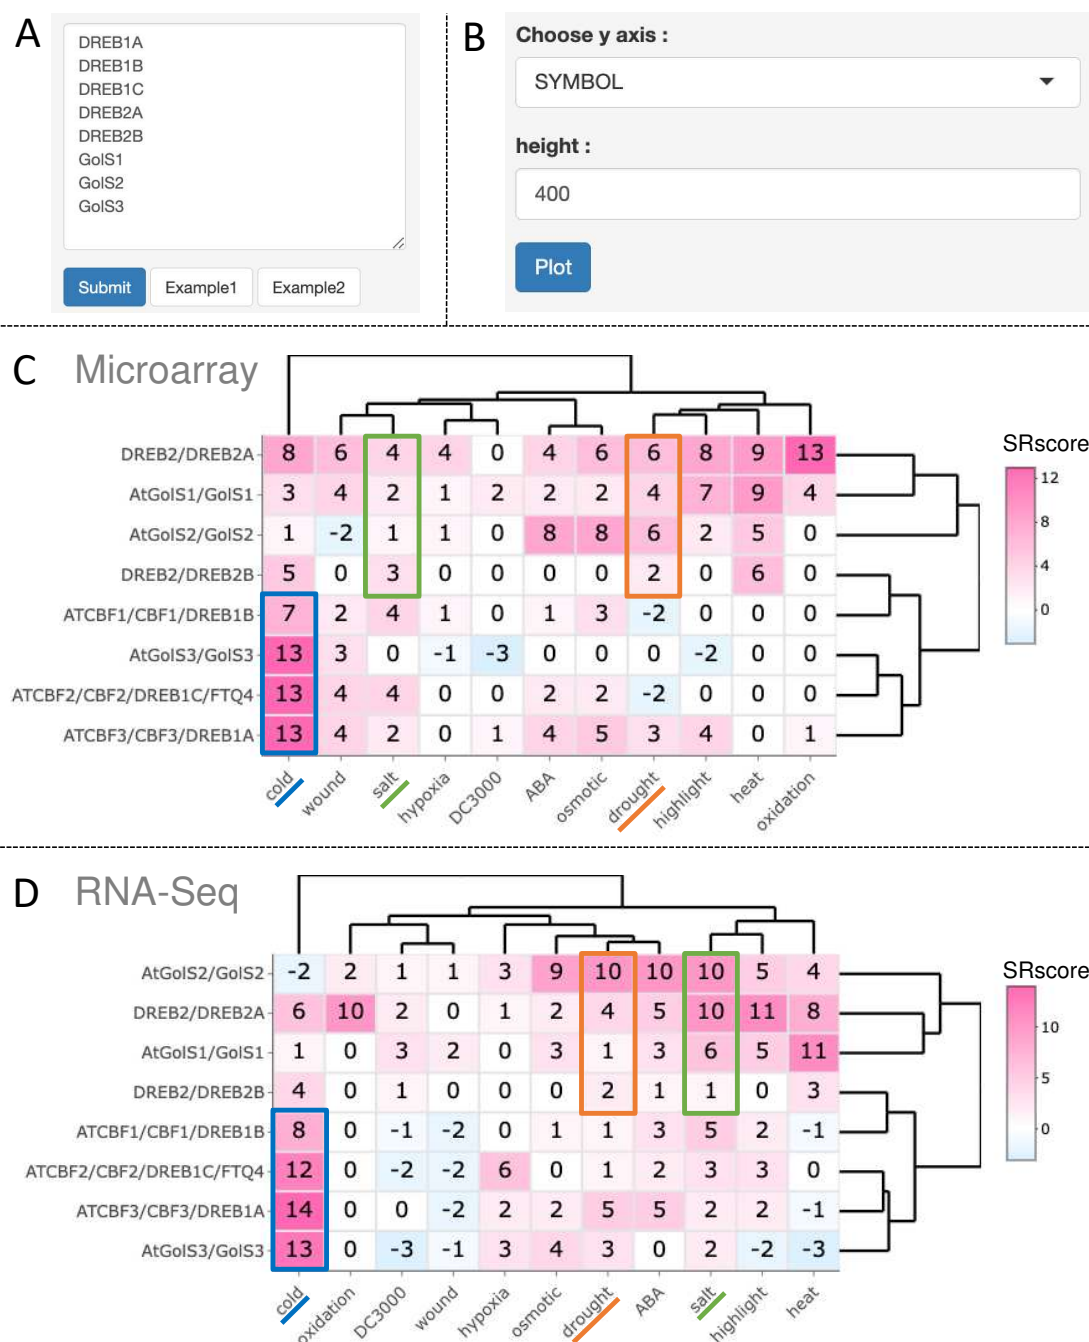 A
DREB1A
DREB1B
DREB1C
DREB2A
DREB2B
GolS1
GolS2
GolS3
Submit Example1 Example2
B
Choose y axis :
SYMBOL
height :
400
Plot
C Microarray
DREB2/DREB2A 8 6 4 4 0 4 6 6 8 9 13
AtGolS1/GolS1 3 4 2 1 2 2 2 4 7 9 4
AtGolS2/GolS2 1 -2 1 1 0 8 8 6 2 5 0
DREB2/DREB2B 5 0 3 0 0 0 0 2 0 6 0
ATCBF1/CBF1/DREB1B 7 2 4 1 0 1 3 -2 0 0 0
AtGolS3/GolS3 13 3 0 -1 -3 0 0 0 -2 0 0
ATCBF2/CBF2/DREB1C/FTQ4 13 4 4 0 0 2 2 -2 0 0 0
ATCBF3/CBF3/DREB1A 13 4 2 0 1 4 5 3 4 0 1
cold wound salt hypoxia DC3000 ABA osmotic drought highlight heat oxidation
SRscore
12
8
4
0
D RNA-Seq
AtGolS2/GolS2 -2 2 1 1 3 9 10 10 10 5 4
DREB2/DREB2A 6 10 2 0 1 2 4 5 10 11 8
AtGolS1/GolS1 1 0 3 2 0 3 1 3 6 5 11
DREB2/DREB2B 4 0 1 0 0 0 2 1 1 0 3
ATCBF1/CBF1/DREB1B 8 0 -1 -2 0 1 1 3 5 2 -1
ATCBF2/CBF2/DREB1C/FTQ4 12 0 -2 -2 6 0 1 2 3 3 0
ATCBF3/CBF3/DREB1A 14 0 0 -2 2 2 5 5 2 2 -1
AtGolS3/GolS3 13 0 -3 -1 3 4 3 0 2 -2 -3
cold oxidation DC3000 wound hypoxia osmotic drought ABA salt highlight heat
SRscore
10
5
0